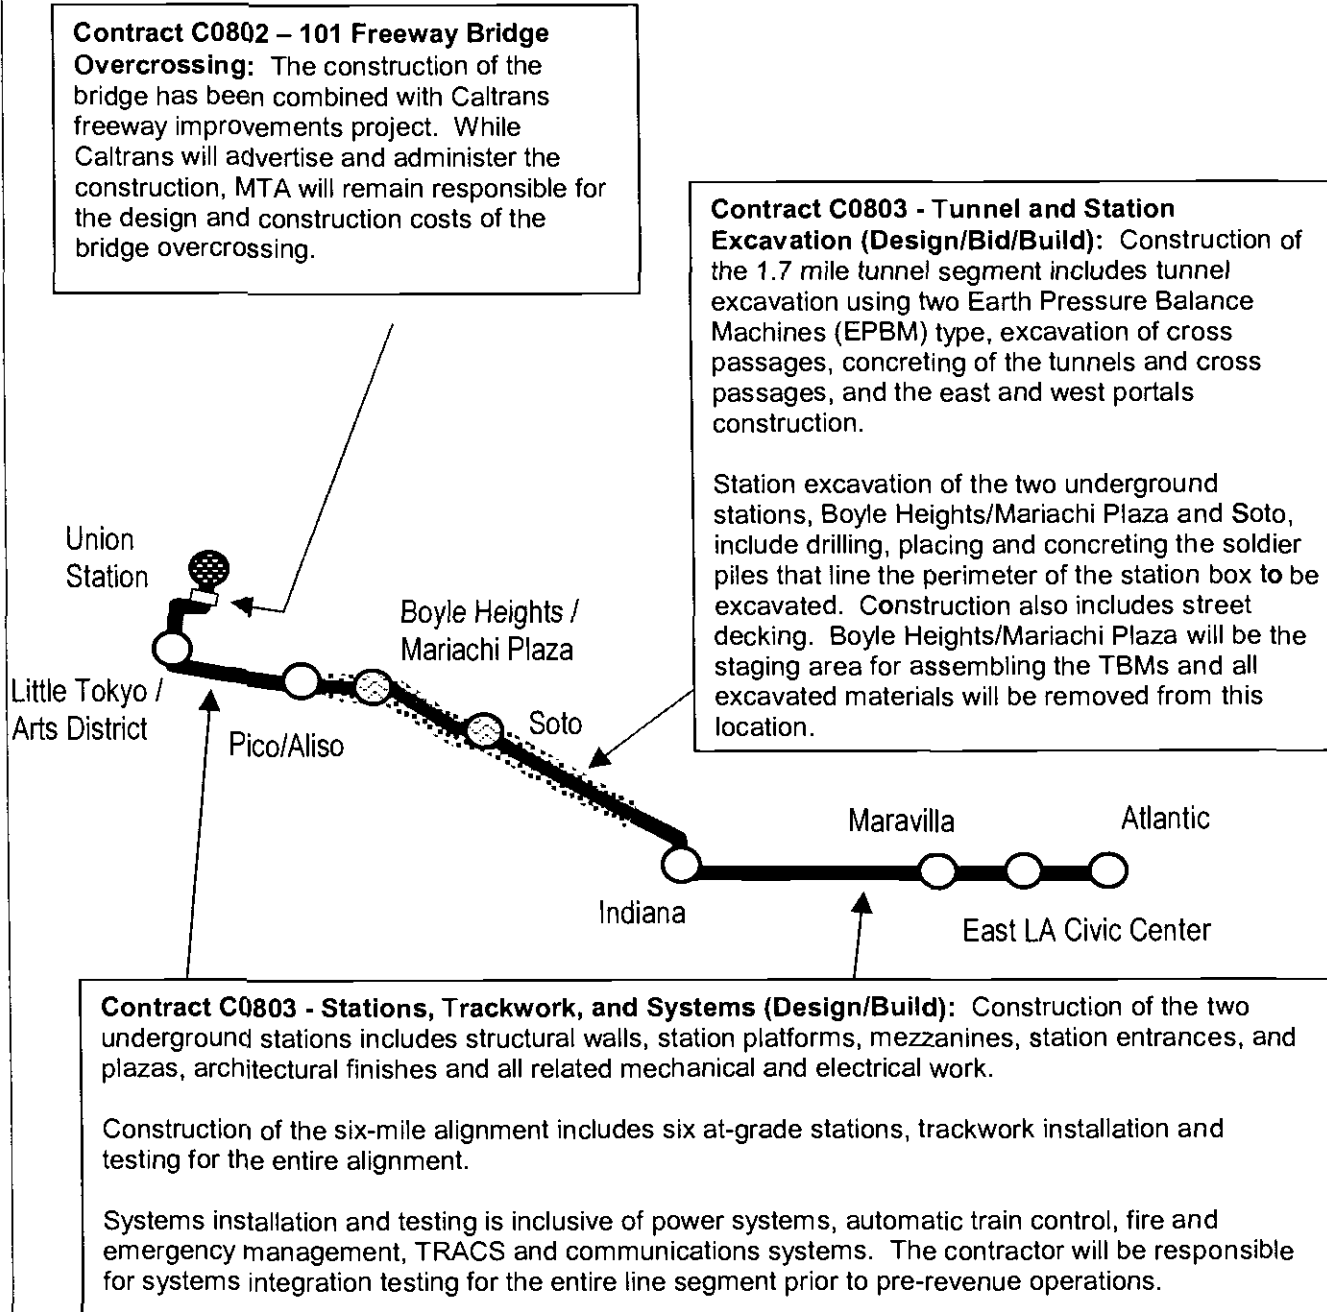 Contract C0802 – 101 Freeway Bridge
Overcrossing: The construction of the
bridge has been combined with Caltrans
freeway improvements project. While
Caltrans will advertise and administer the
construction, MTA will remain responsible for
the design and construction costs of the
bridge overcrossing.
Contract C0803 - Tunnel and Station
Excavation (Design/Bid/Build): Construction of
the 1.7 mile tunnel segment includes tunnel
excavation using two Earth Pressure Balance
Machines (EPBM) type, excavation of cross
passages, concreting of the tunnels and cross
passages, and the east and west portals
construction.
Station excavation of the two underground
stations, Boyle Heights/Mariachi Plaza and Soto,
include drilling, placing and concreting the soldier
piles that line the perimeter of the station box to be
excavated. Construction also includes street
decking. Boyle Heights/Mariachi Plaza will be the
staging area for assembling the TBMs and all
excavated materials will be removed from this
location.
Union
Station
Boyle Heights /
Mariachi Plaza
Little Tokyo /
Arts District
Pico/Aliso
Soto
Maravilla
Atlantic
Indiana
East LA Civic Center
Contract C0803 - Stations, Trackwork, and Systems (Design/Build): Construction of the two
underground stations includes structural walls, station platforms, mezzanines, station entrances, and
plazas, architectural finishes and all related mechanical and electrical work.
Construction of the six-mile alignment includes six at-grade stations, trackwork installation and
testing for the entire alignment.
Systems installation and testing is inclusive of power systems, automatic train control, fire and
emergency management, TRACS and communications systems. The contractor will be responsible
for systems integration testing for the entire line segment prior to pre-revenue operations.